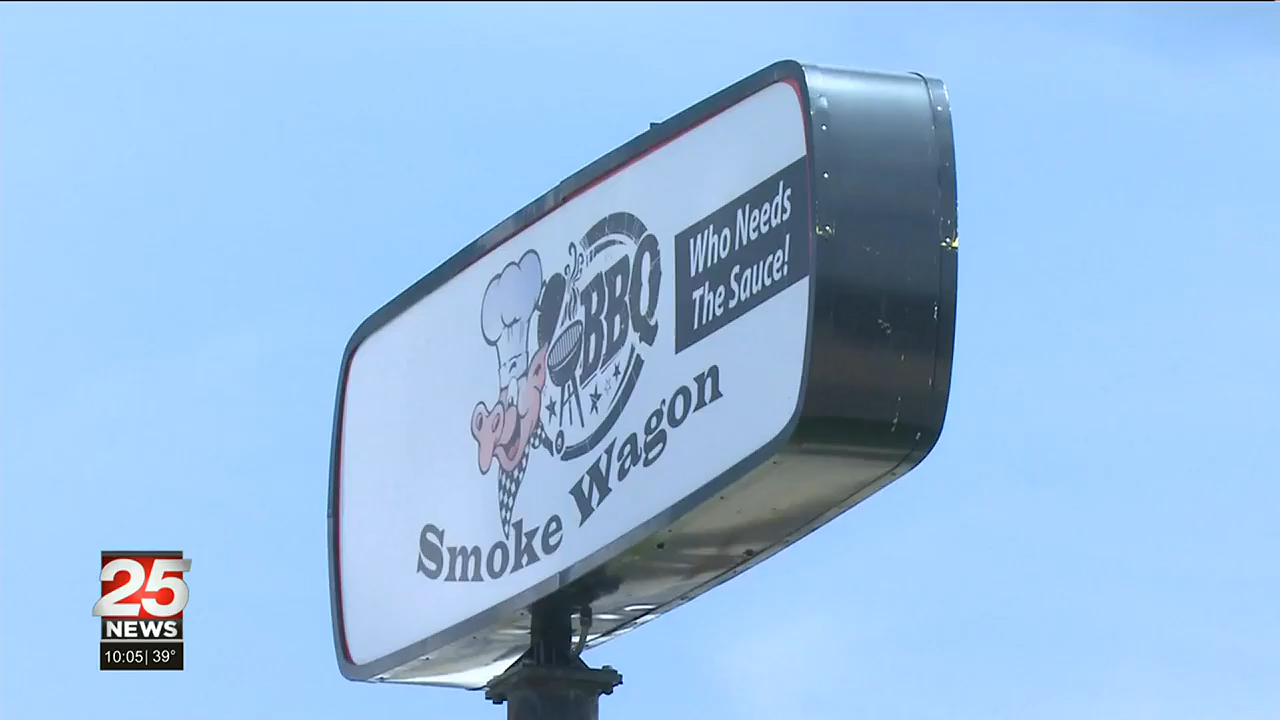 BBQ
Who Needs
The Sauce!
Smoke Wagon
25
NEWS
10:05| 39°